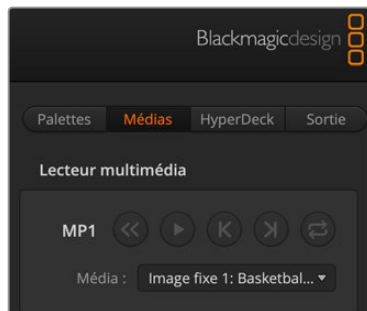 Blackmagicdesign
Palettes Médias HyperDeck Sortie
Lecteur multimédia
MP1
Média : Image fixe 1: Basketbal...